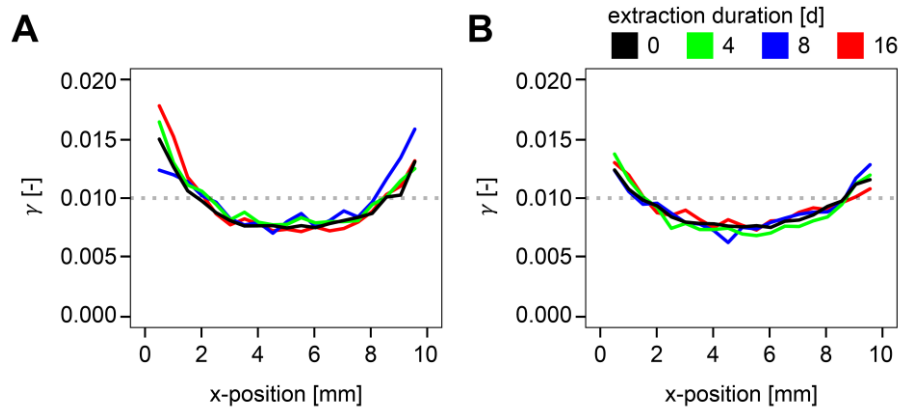 A
B
extraction duration [d]
0 4 8 16
0.020
0.015
0.010
0.005
0.000
γ [-]
0 2 4 6 8 10
x-position [mm]
0.020
0.015
0.010
0.005
0.000
γ [-]
0 2 4 6 8 10
x-position [mm]